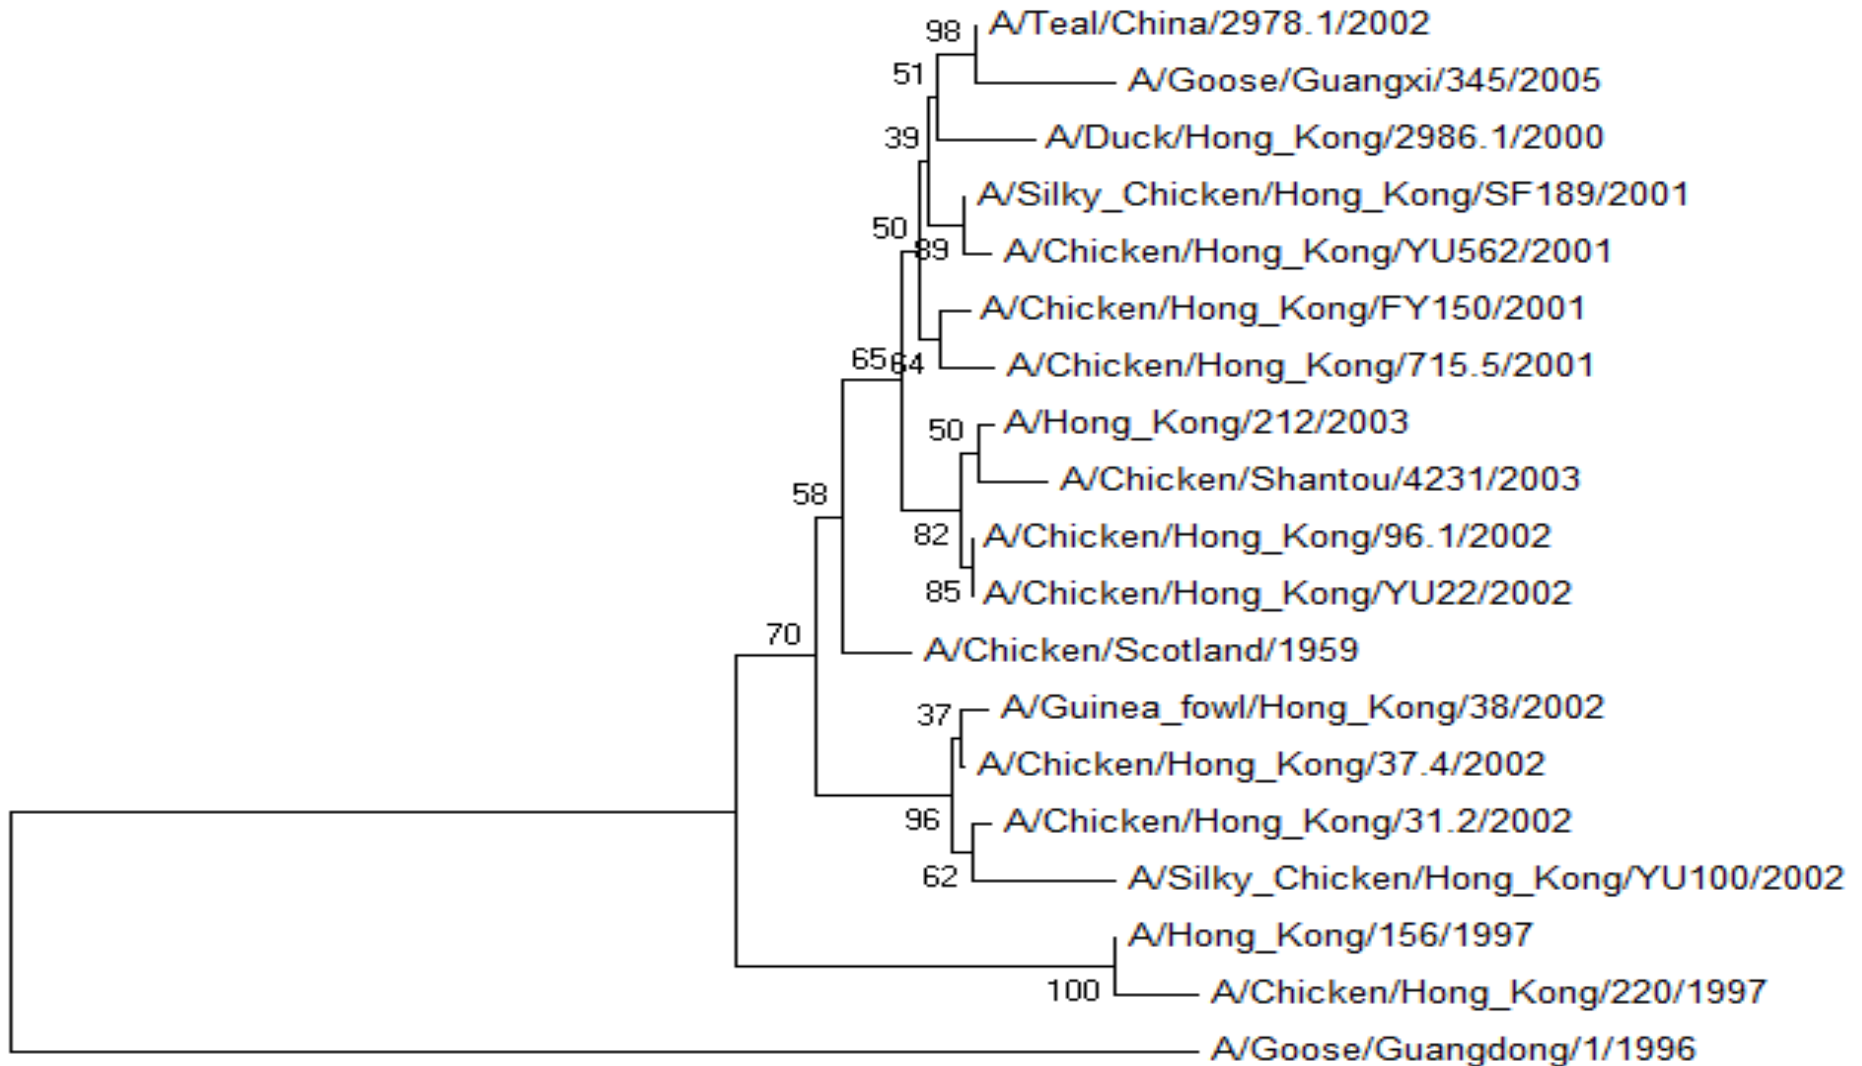 98 A/Teal/China/2978.1/2002
51
A/Goose/Guangxi/345/2005
39 A/Duck/Hong_Kong/2986.1/2000
A/Silky_Chicken/Hong_Kong/SF189/2001
50
89 A/Chicken/Hong_Kong/YU562/2001
A/Chicken/Hong_Kong/FY150/2001
65 64 A/Chicken/Hong_Kong/715.5/2001
50 A/Hong_Kong/212/2003
A/Chicken/Shantou/4231/2003
58
82 A/Chicken/Hong_Kong/96.1/2002
85 A/Chicken/Hong_Kong/YU22/2002
70
A/Chicken/Scotland/1959
37 A/Guinea_fowl/Hong_Kong/38/2002
A/Chicken/Hong_Kong/37.4/2002
96 A/Chicken/Hong_Kong/31.2/2002
62 A/Silky_Chicken/Hong_Kong/YU100/2002
A/Hong_Kong/156/1997
100 A/Chicken/Hong_Kong/220/1997
A/Goose/Guangdong/1/1996